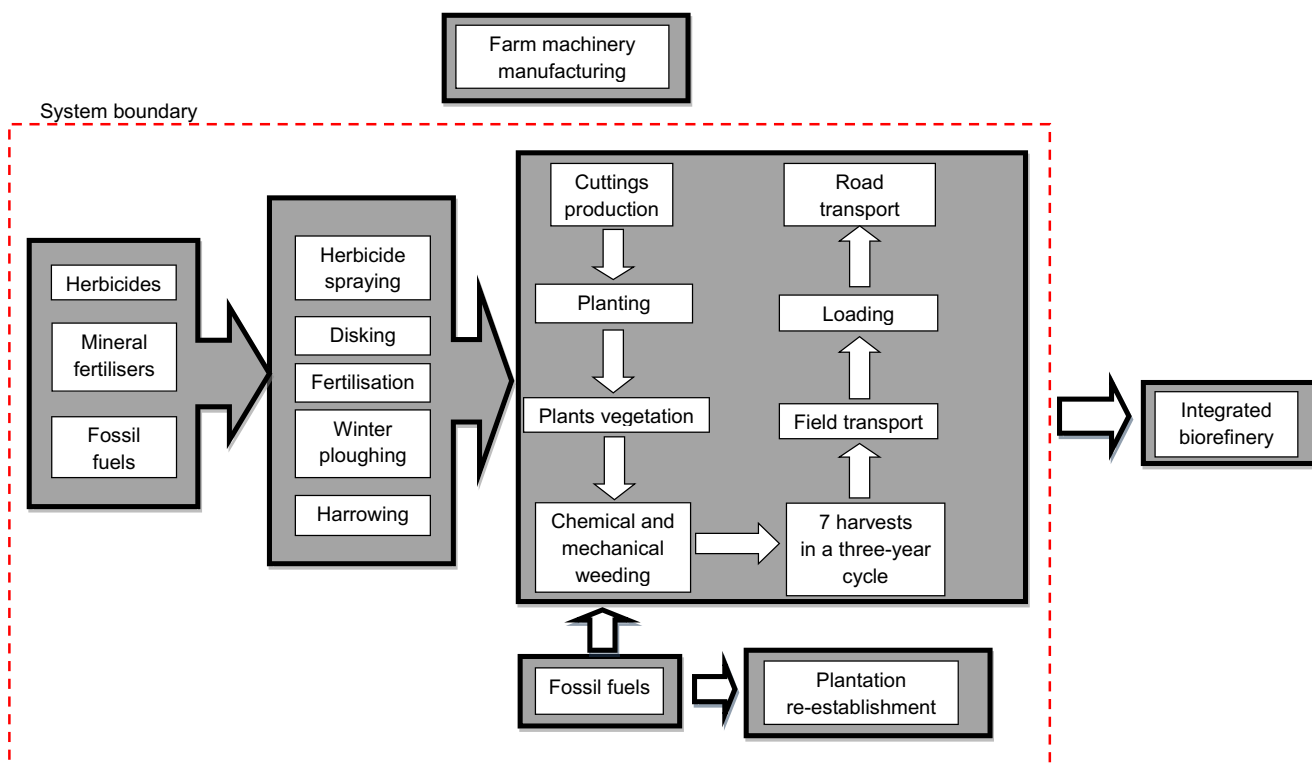 Farm machinery
manufacturing
System boundary
Herbicides
Mineral
fertilisers
Fossil
fuels
Herbicide
spraying
Disking
Fertilisation
Winter
ploughing
Harrowing
Cuttings
production
Planting
Plants vegetation
Chemical and
mechanical
weeding
7 harvests
in a three-year
cycle
Field transport
Loading
Road
transport
Fossil fuels
Plantation
re-establishment
Integrated
biorefinery